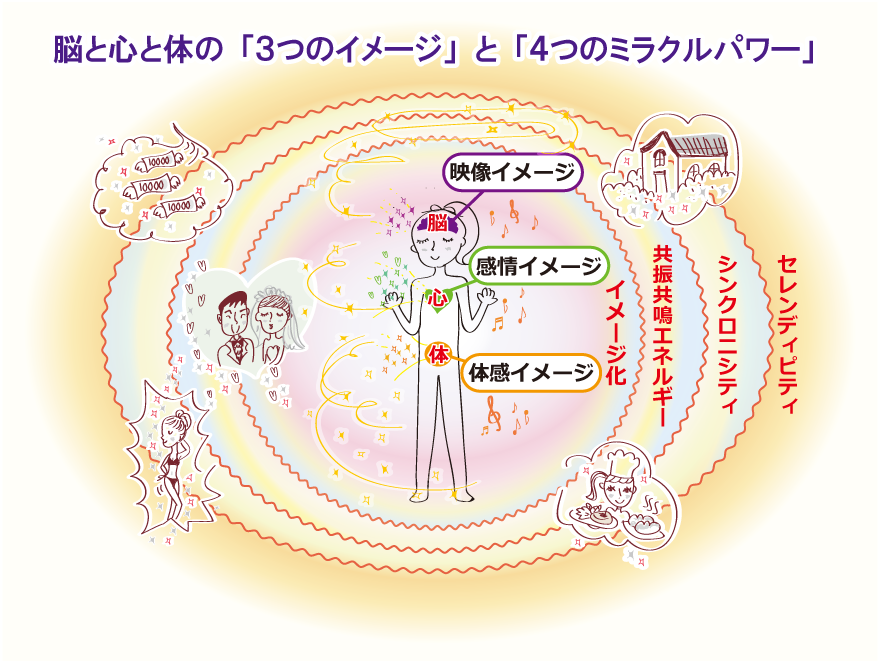 脳と心と体の「3つのイメージ」と「4つのミラクルパワー」
10000
10000
10000
映像イメージ
脳
感情イメージ
心
体
体感イメージ
イメージ化
共振共鳴エネルギー
シンクロニシティ
セレンディピティ